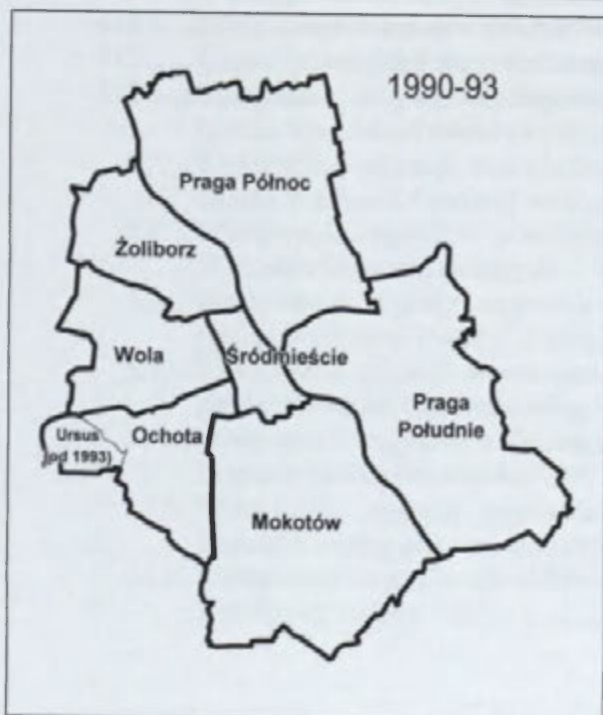 1990-93
Praga Północ
Żoliborz
Wola
Śródmieście
Praga
Południe
Ursus
(od 1993)
Ochota
Mokotów